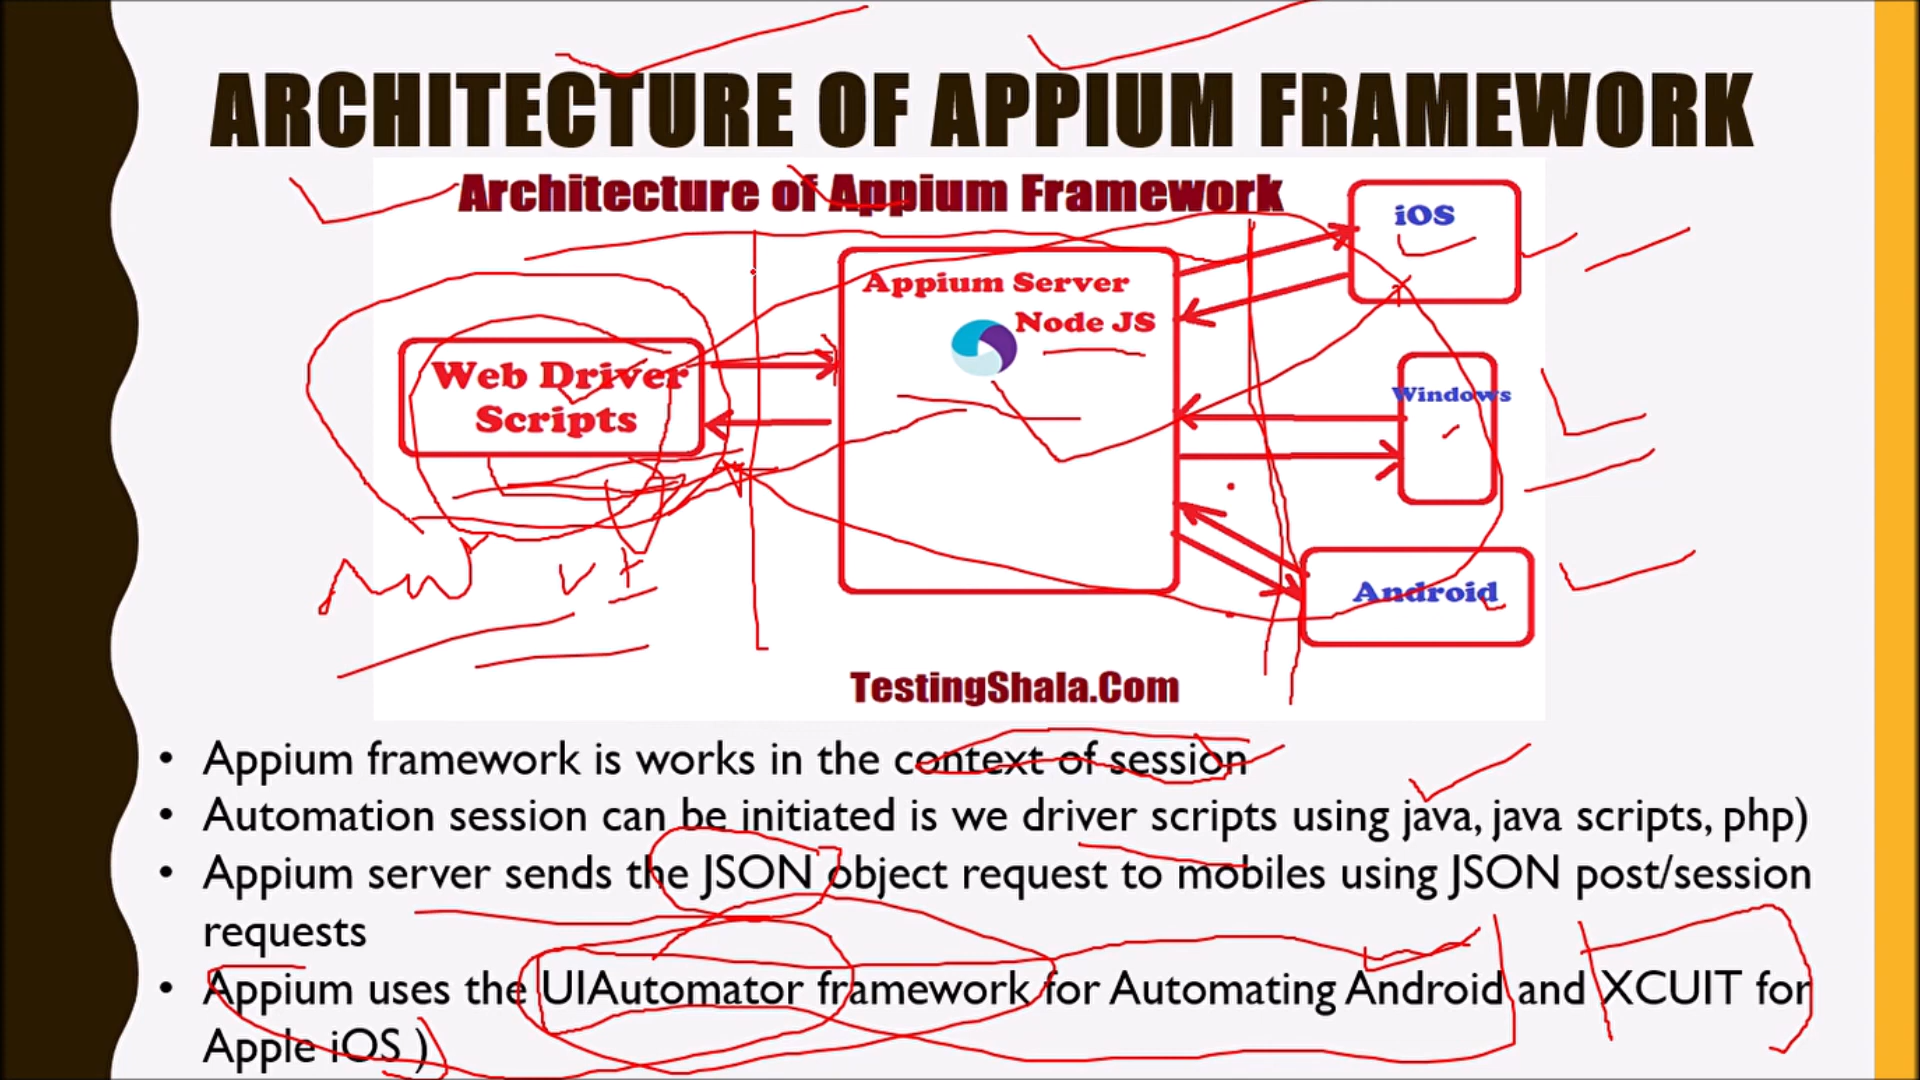 ARCHITECTURE OF APPIUM FRAMEWORK
Architecture of Appium Framework
iOS
Appium Server
Node JS
Web Driver
Scripts
Windows
Android
TestingShala.Com
• Appium framework is works in the context of session
• Automation session can be initiated is we driver scripts using java, java scripts, php)
• Appium server sends the JSON object request to mobiles using JSON post/session
requests
• Appium uses the UIAutomator framework for Automating Android and XCUIT for
Apple iOS )